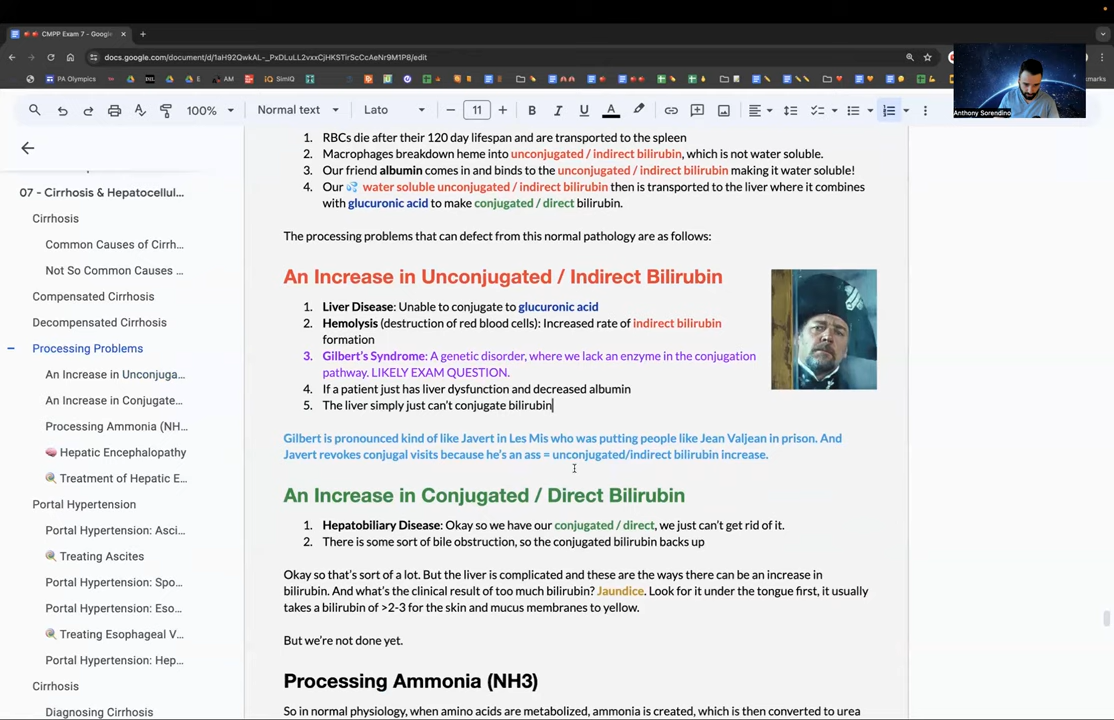 CMPP Exam 7 - Google
docs.google.com/document/d/1aH92QwkAL-_PxDLuLL2vxxCjHKSTirScCcAeNr9M1P8/edit
PA Olympics
E
AM
IQ SimIQ
Anthony Sorendino
100%
Normal text
Lato
11
B I U A
07 - Cirrhosis & Hepatocellul...
Cirrhosis
Common Causes of Cirrh...
Not So Common Causes ...
Compensated Cirrhosis
Decompensated Cirrhosis
Processing Problems
An Increase in Unconjuga...
An Increase in Conjugate...
Processing Ammonia (NH...
🧠 Hepatic Encephalopathy
Treatment of Hepatic E...
Portal Hypertension
Portal Hypertension: Asci...
Treating Ascites
Portal Hypertension: Spo...
Portal Hypertension: Eso...
Treating Esophageal V...
Portal Hypertension: Hep...
Cirrhosis
Diagnosing Cirrhosis
1. RBCs die after their 120 day lifespan and are transported to the spleen
2. Macrophages breakdown heme into unconjugated / indirect bilirubin, which is not water soluble.
3. Our friend albumin comes in and binds to the unconjugated / indirect bilirubin making it water soluble!
4. Our 💦 water soluble unconjugated / indirect bilirubin then is transported to the liver where it combines
with glucuronic acid to make conjugated / direct bilirubin.
The processing problems that can defect from this normal pathology are as follows:
An Increase in Unconjugated / Indirect Bilirubin
1. Liver Disease: Unable to conjugate to glucuronic acid
2. Hemolysis (destruction of red blood cells): Increased rate of indirect bilirubin
formation
3. Gilbert's Syndrome: A genetic disorder, where we lack an enzyme in the conjugation
pathway. LIKELY EXAM QUESTION.
4. If a patient just has liver dysfunction and decreased albumin
5. The liver simply just can't conjugate bilirubin
Gilbert is pronounced kind of like Javert in Les Mis who was putting people like Jean Valjean in prison. And
Javert revokes conjugal visits because he's an ass = unconjugated/indirect bilirubin increase.
An Increase in Conjugated / Direct Bilirubin
1. Hepatobiliary Disease: Okay so we have our conjugated / direct, we just can't get rid of it.
2. There is some sort of bile obstruction, so the conjugated bilirubin backs up
Okay so that's sort of a lot. But the liver is complicated and these are the ways there can be an increase in
bilirubin. And what's the clinical result of too much bilirubin? Jaundice. Look for it under the tongue first, it usually
takes a bilirubin of >2-3 for the skin and mucus membranes to yellow.
But we're not done yet.
Processing Ammonia (NH3)
So in normal physiology, when amino acids are metabolized, ammonia is created, which is then converted to urea